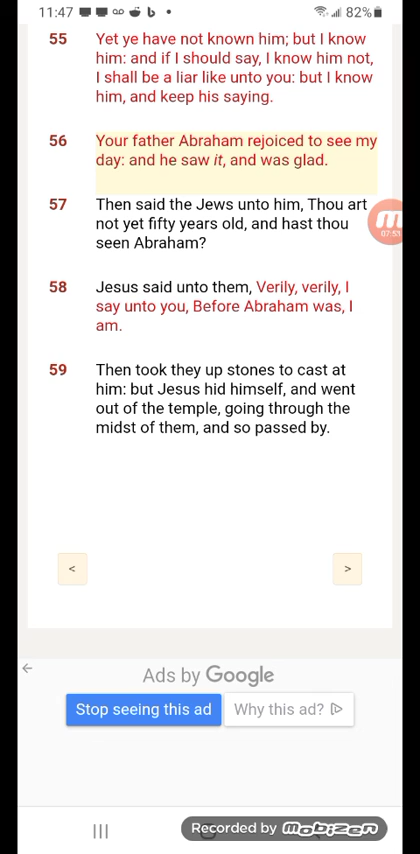 11:47
82%
55 Yet ye have not known him; but I know
him: and if I should say, I know him not,
I shall be a liar like unto you: but I know
him, and keep his saying.
56 Your father Abraham rejoiced to see my
day: and he saw it, and was glad.
57 Then said the Jews unto him, Thou art
not yet fifty years old, and hast thou
seen Abraham?
07:51
58 Jesus said unto them, Verily, verily, I
say unto you, Before Abraham was, I
am.
59 Then took they up stones to cast at
him: but Jesus hid himself, and went
out of the temple, going through the
midst of them, and so passed by.
< >
Ads by Google
Stop seeing this ad Why this ad?
Recorded by mobizen